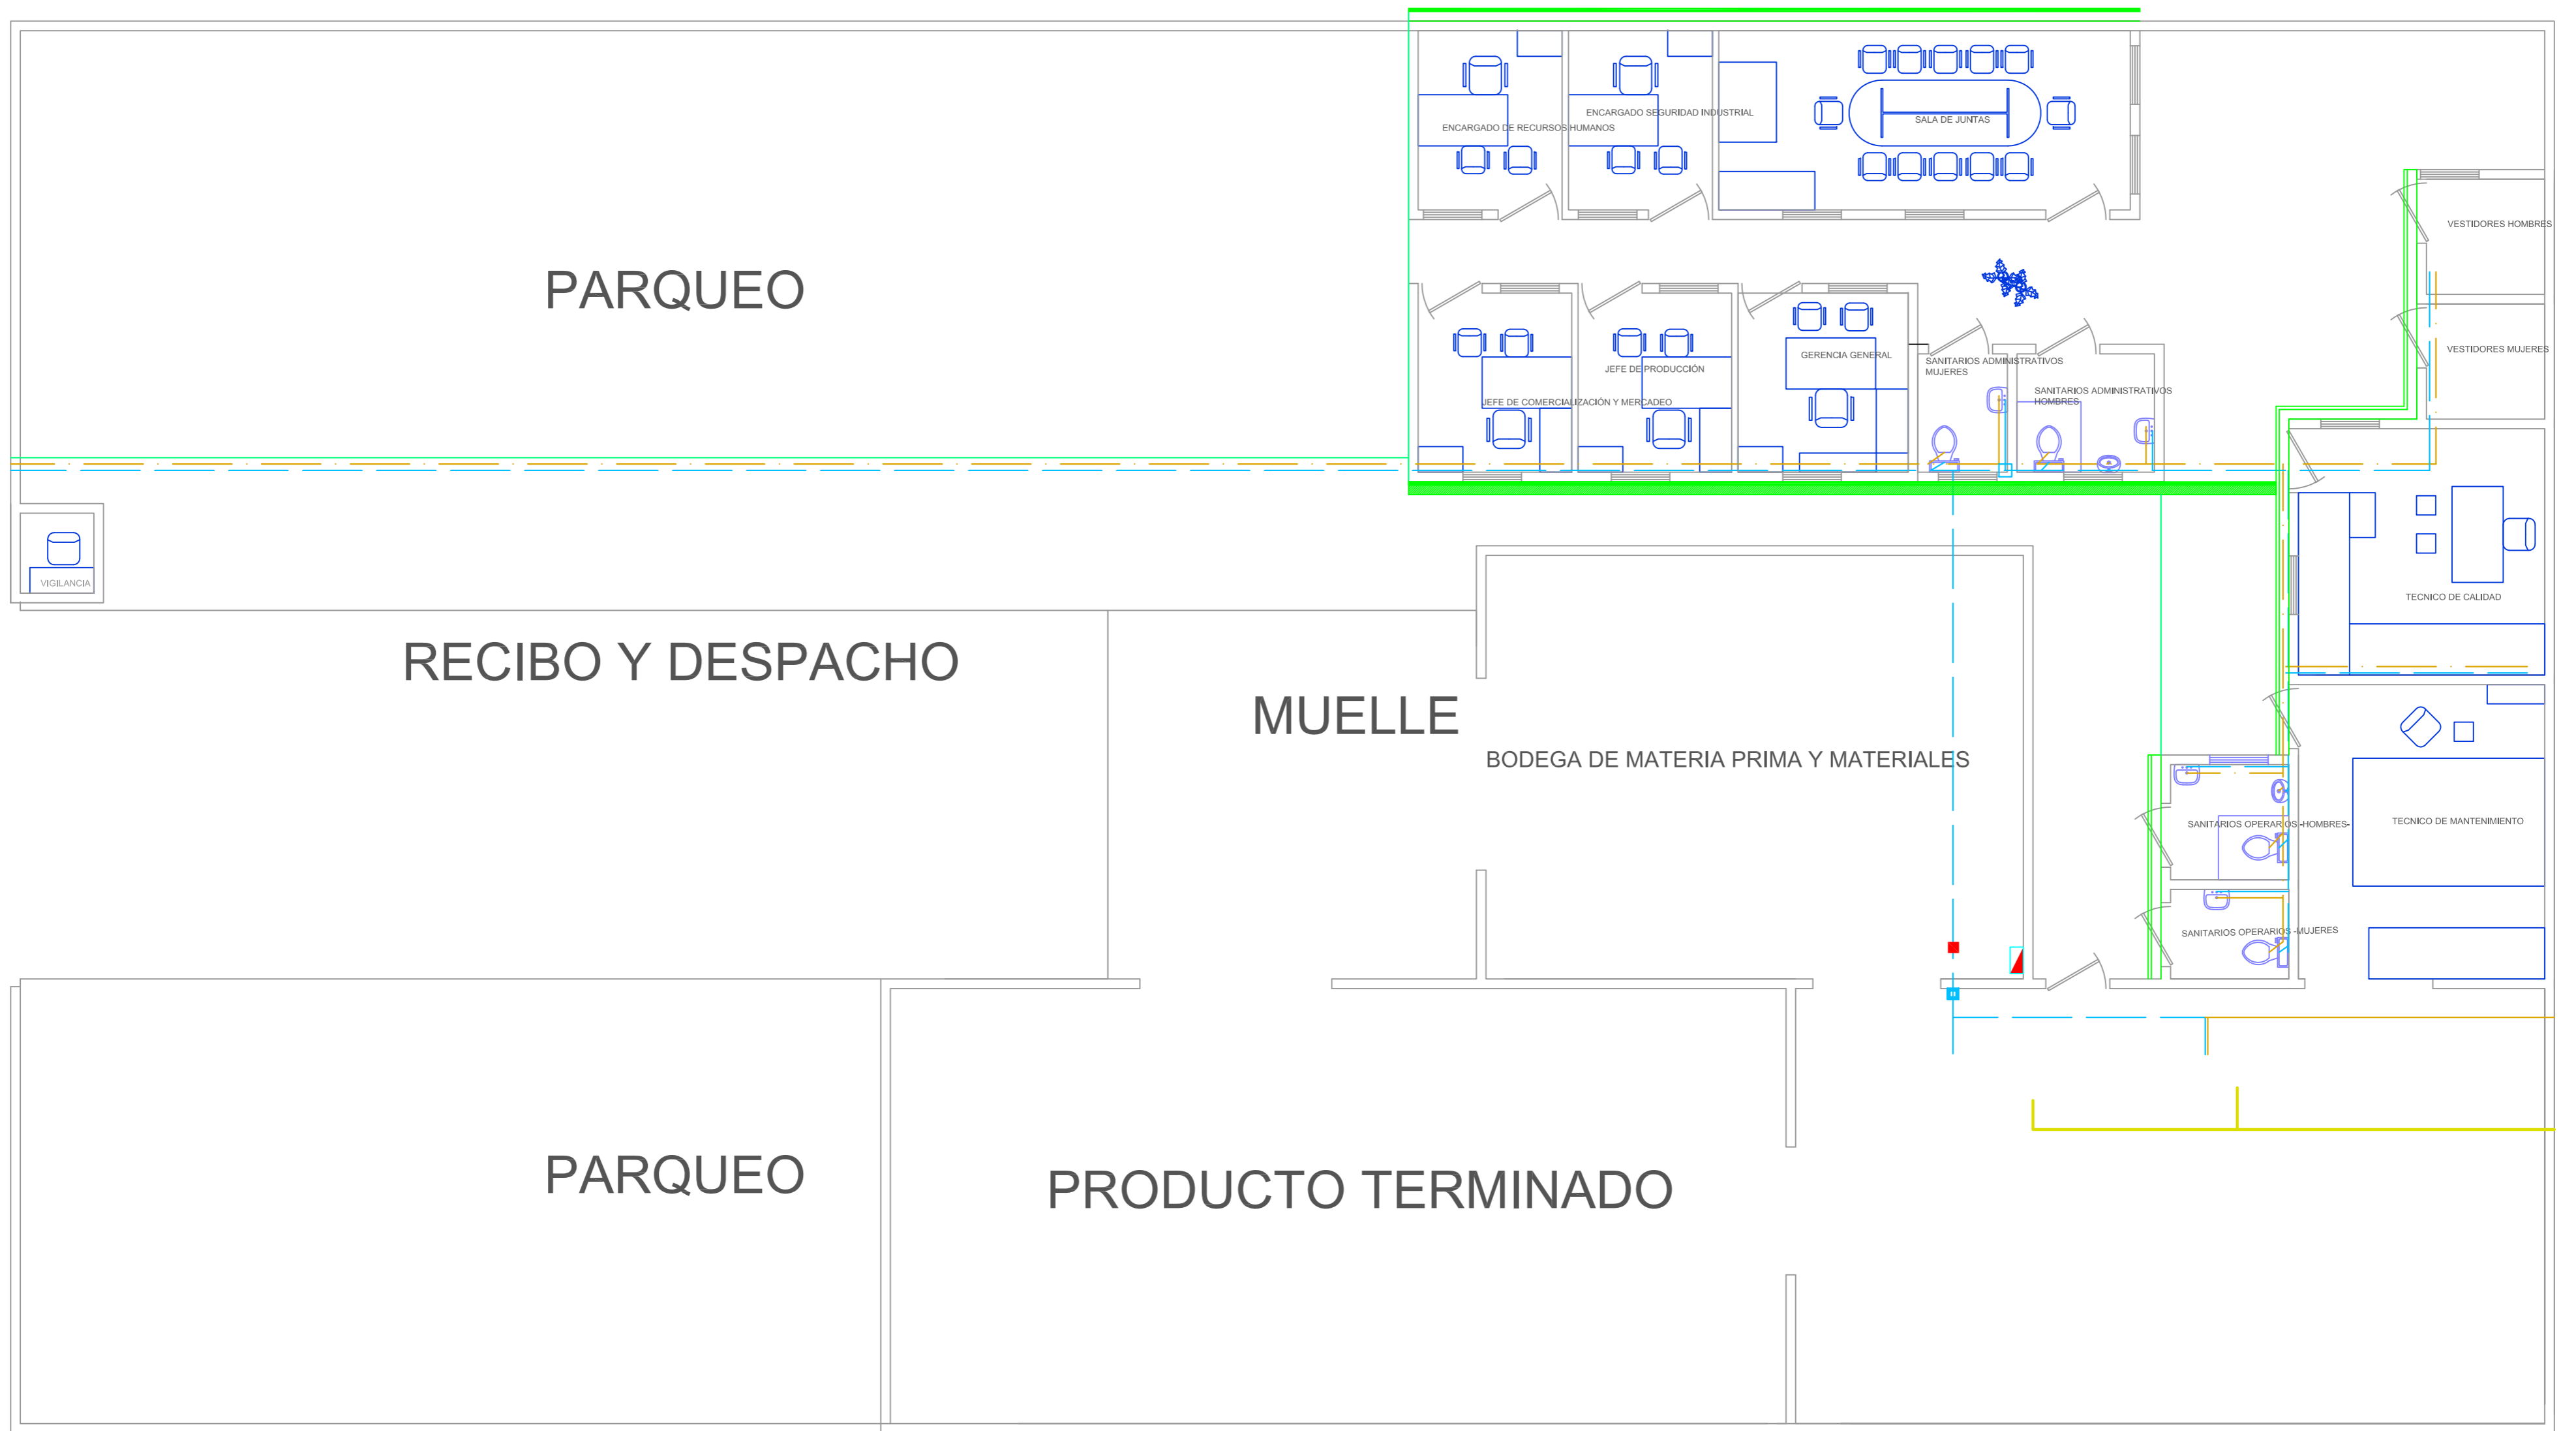 ENCARGADO SEGURIDAD INDUSTRIAL
ENCARGADO DE RECURSOS HUMANOS
SALA DE JUNTAS
VESTIDORES HOMBRES
PARQUEO
GERENCIA GENERAL
SANITARIOS ADMINISTRATIVOS
MUJERES
VESTIDORES MUJERES
JEFE DE PRODUCCIÓN
SANITARIOS ADMINISTRATIVOS
HOMBRES
JEFE DE COMERCIALIZACIÓN Y MERCADEO
VIGILANCIA
TECNICO DE CALIDAD
RECIBO Y DESPACHO
MUELLE
BODEGA DE MATERIA PRIMA Y MATERIALES
SANITARIOS OPERARIOS -HOMBRES-
TECNICO DE MANTENIMIENTO
SANITARIOS OPERARIOS -MUJERES
PARQUEO
PRODUCTO TERMINADO